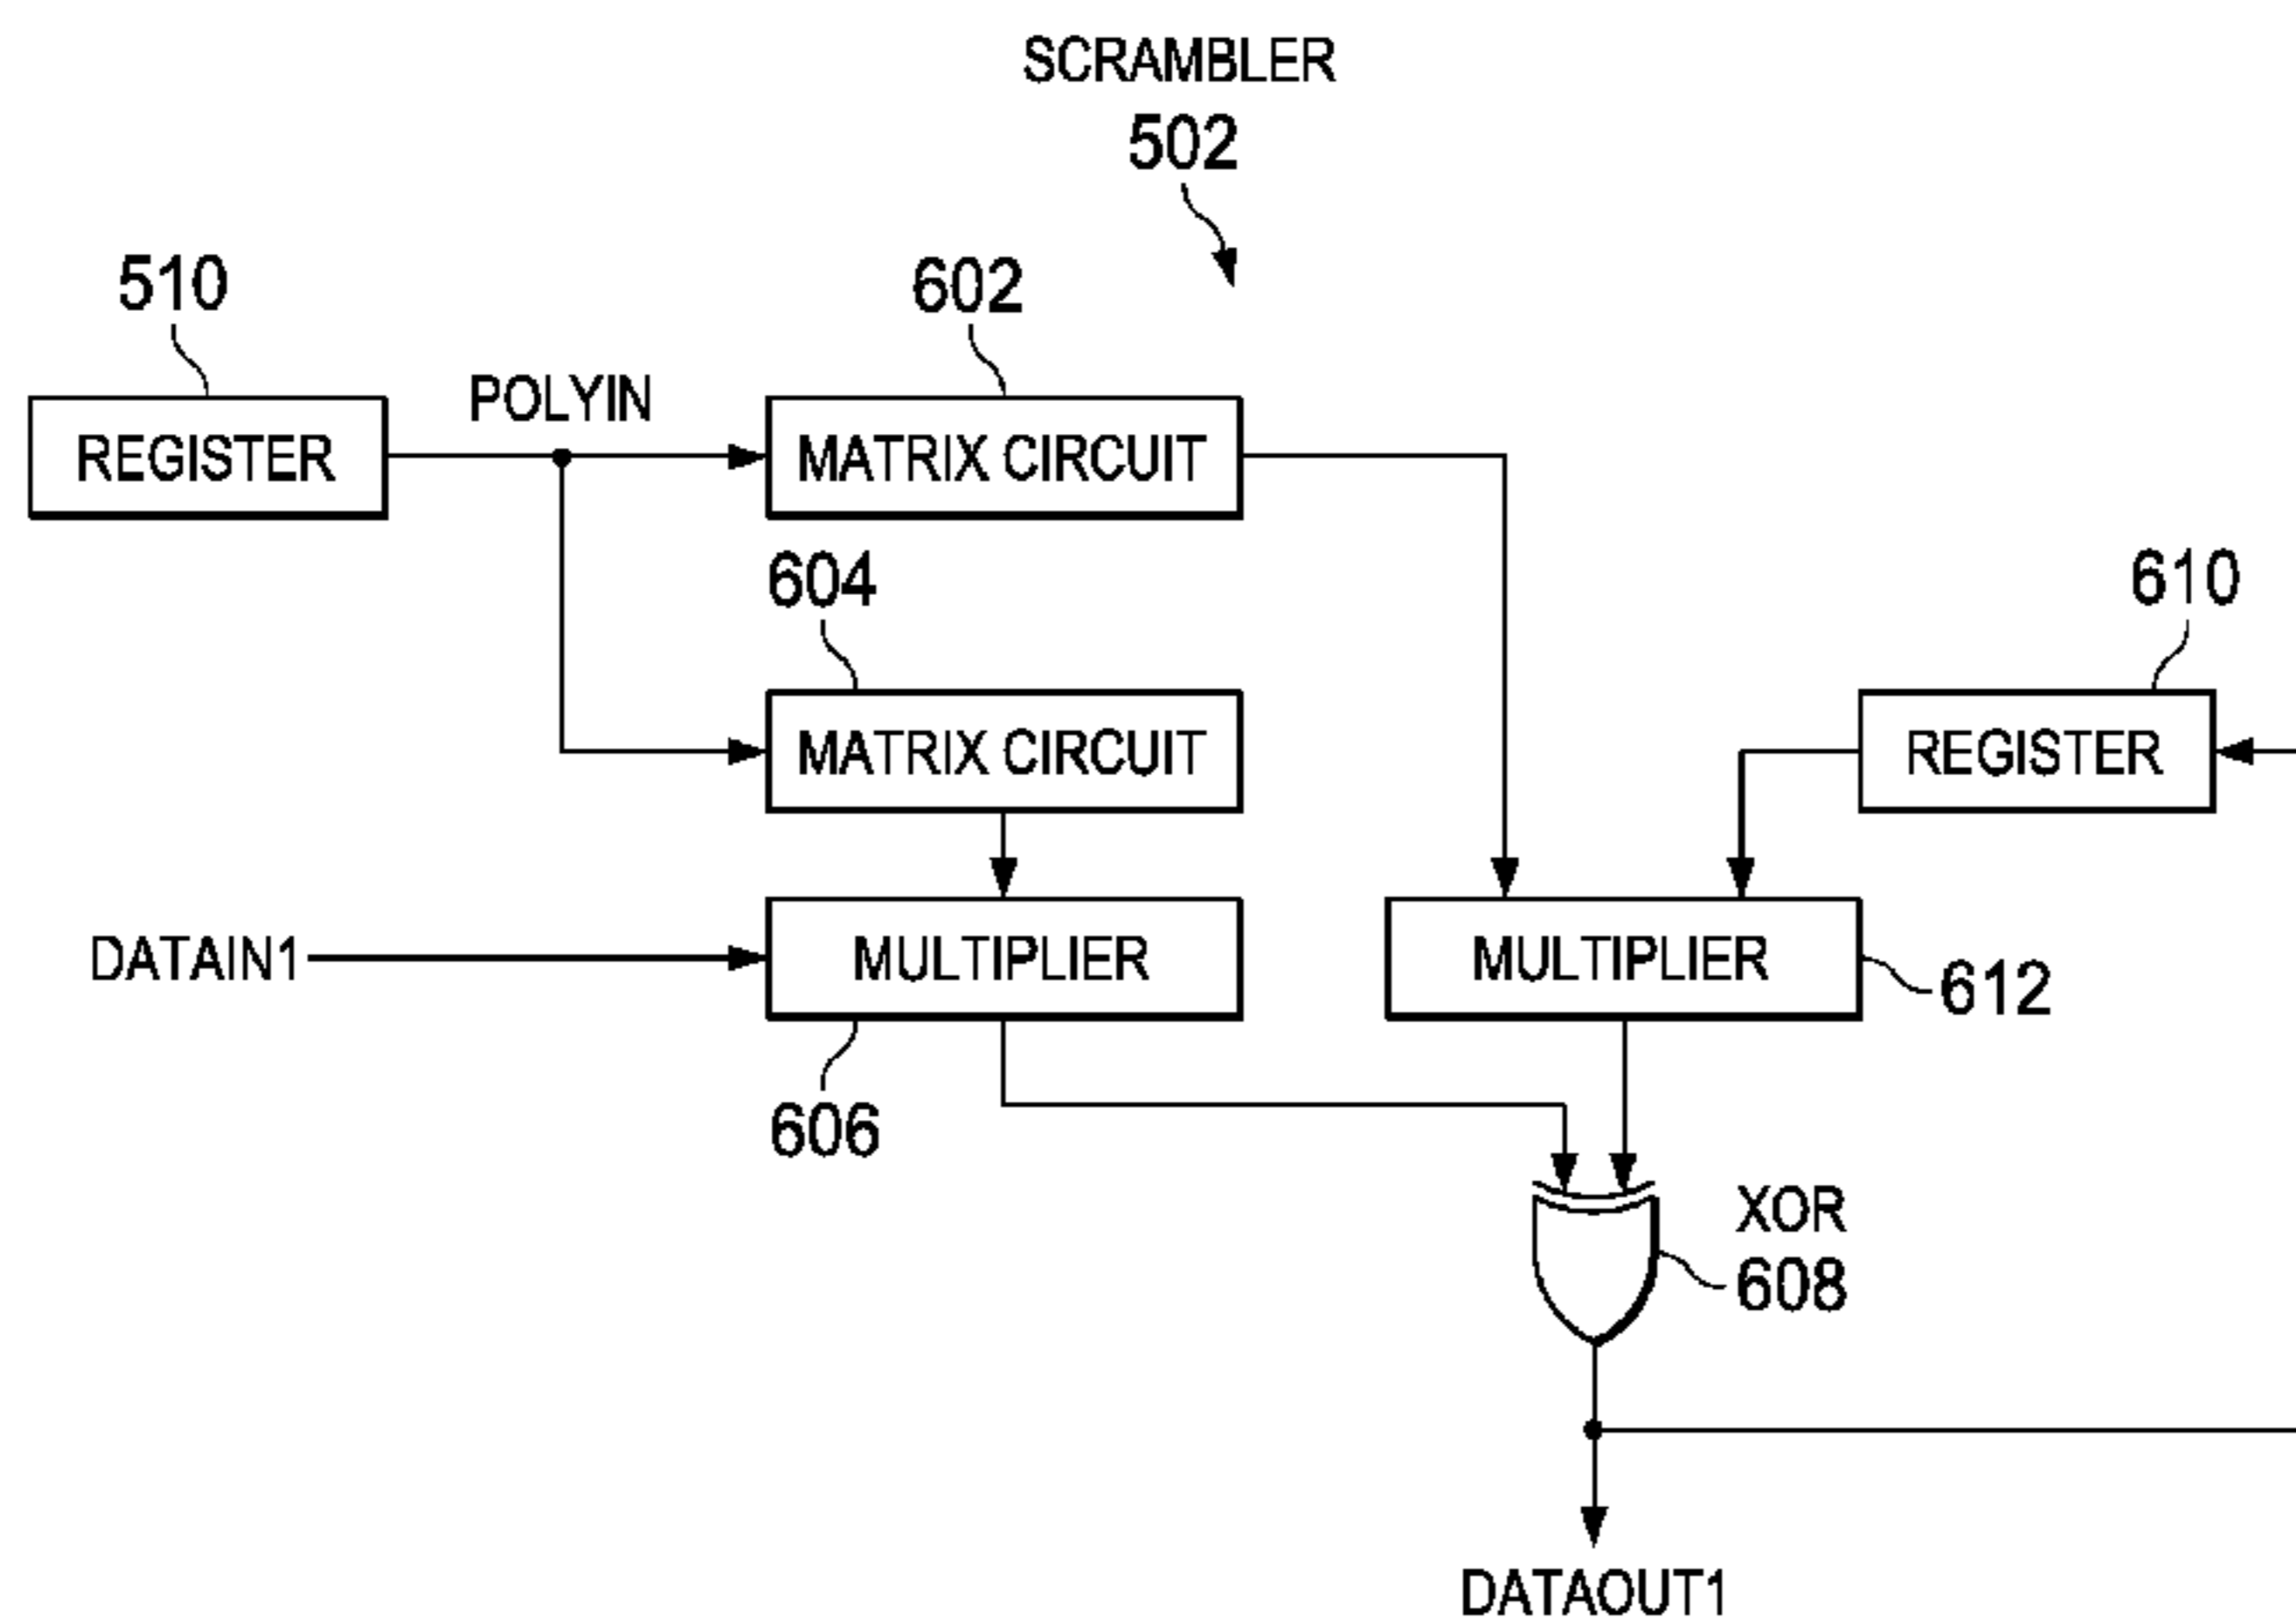 SCRAMBLER
502
510
602
POLYIN
REGISTER
MATRIX CIRCUIT
604
610
MATRIX CIRCUIT
REGISTER
DATAIN1
MULTIPLIER
MULTIPLIER
612
606
XOR
608
DATAOUT1